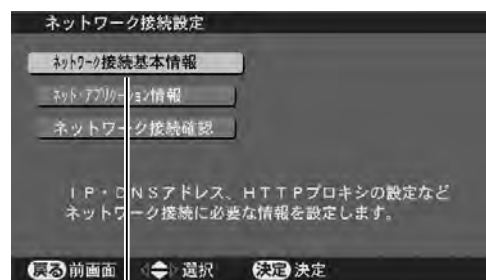 ネットワーク接続設定
ﾈｯﾄﾜｰｸ接続基本情報
ﾈｯﾄ・ｱﾌﾟﾘｹｰｼｮﾝ情報
ネットワーク接続確認
ＩＰ・ＤＮＳアドレス、ＨＴＴＰプロキシの設定など
ネットワーク接続に必要な情報を設定します。
戻る 前画面 選択 決定 決定